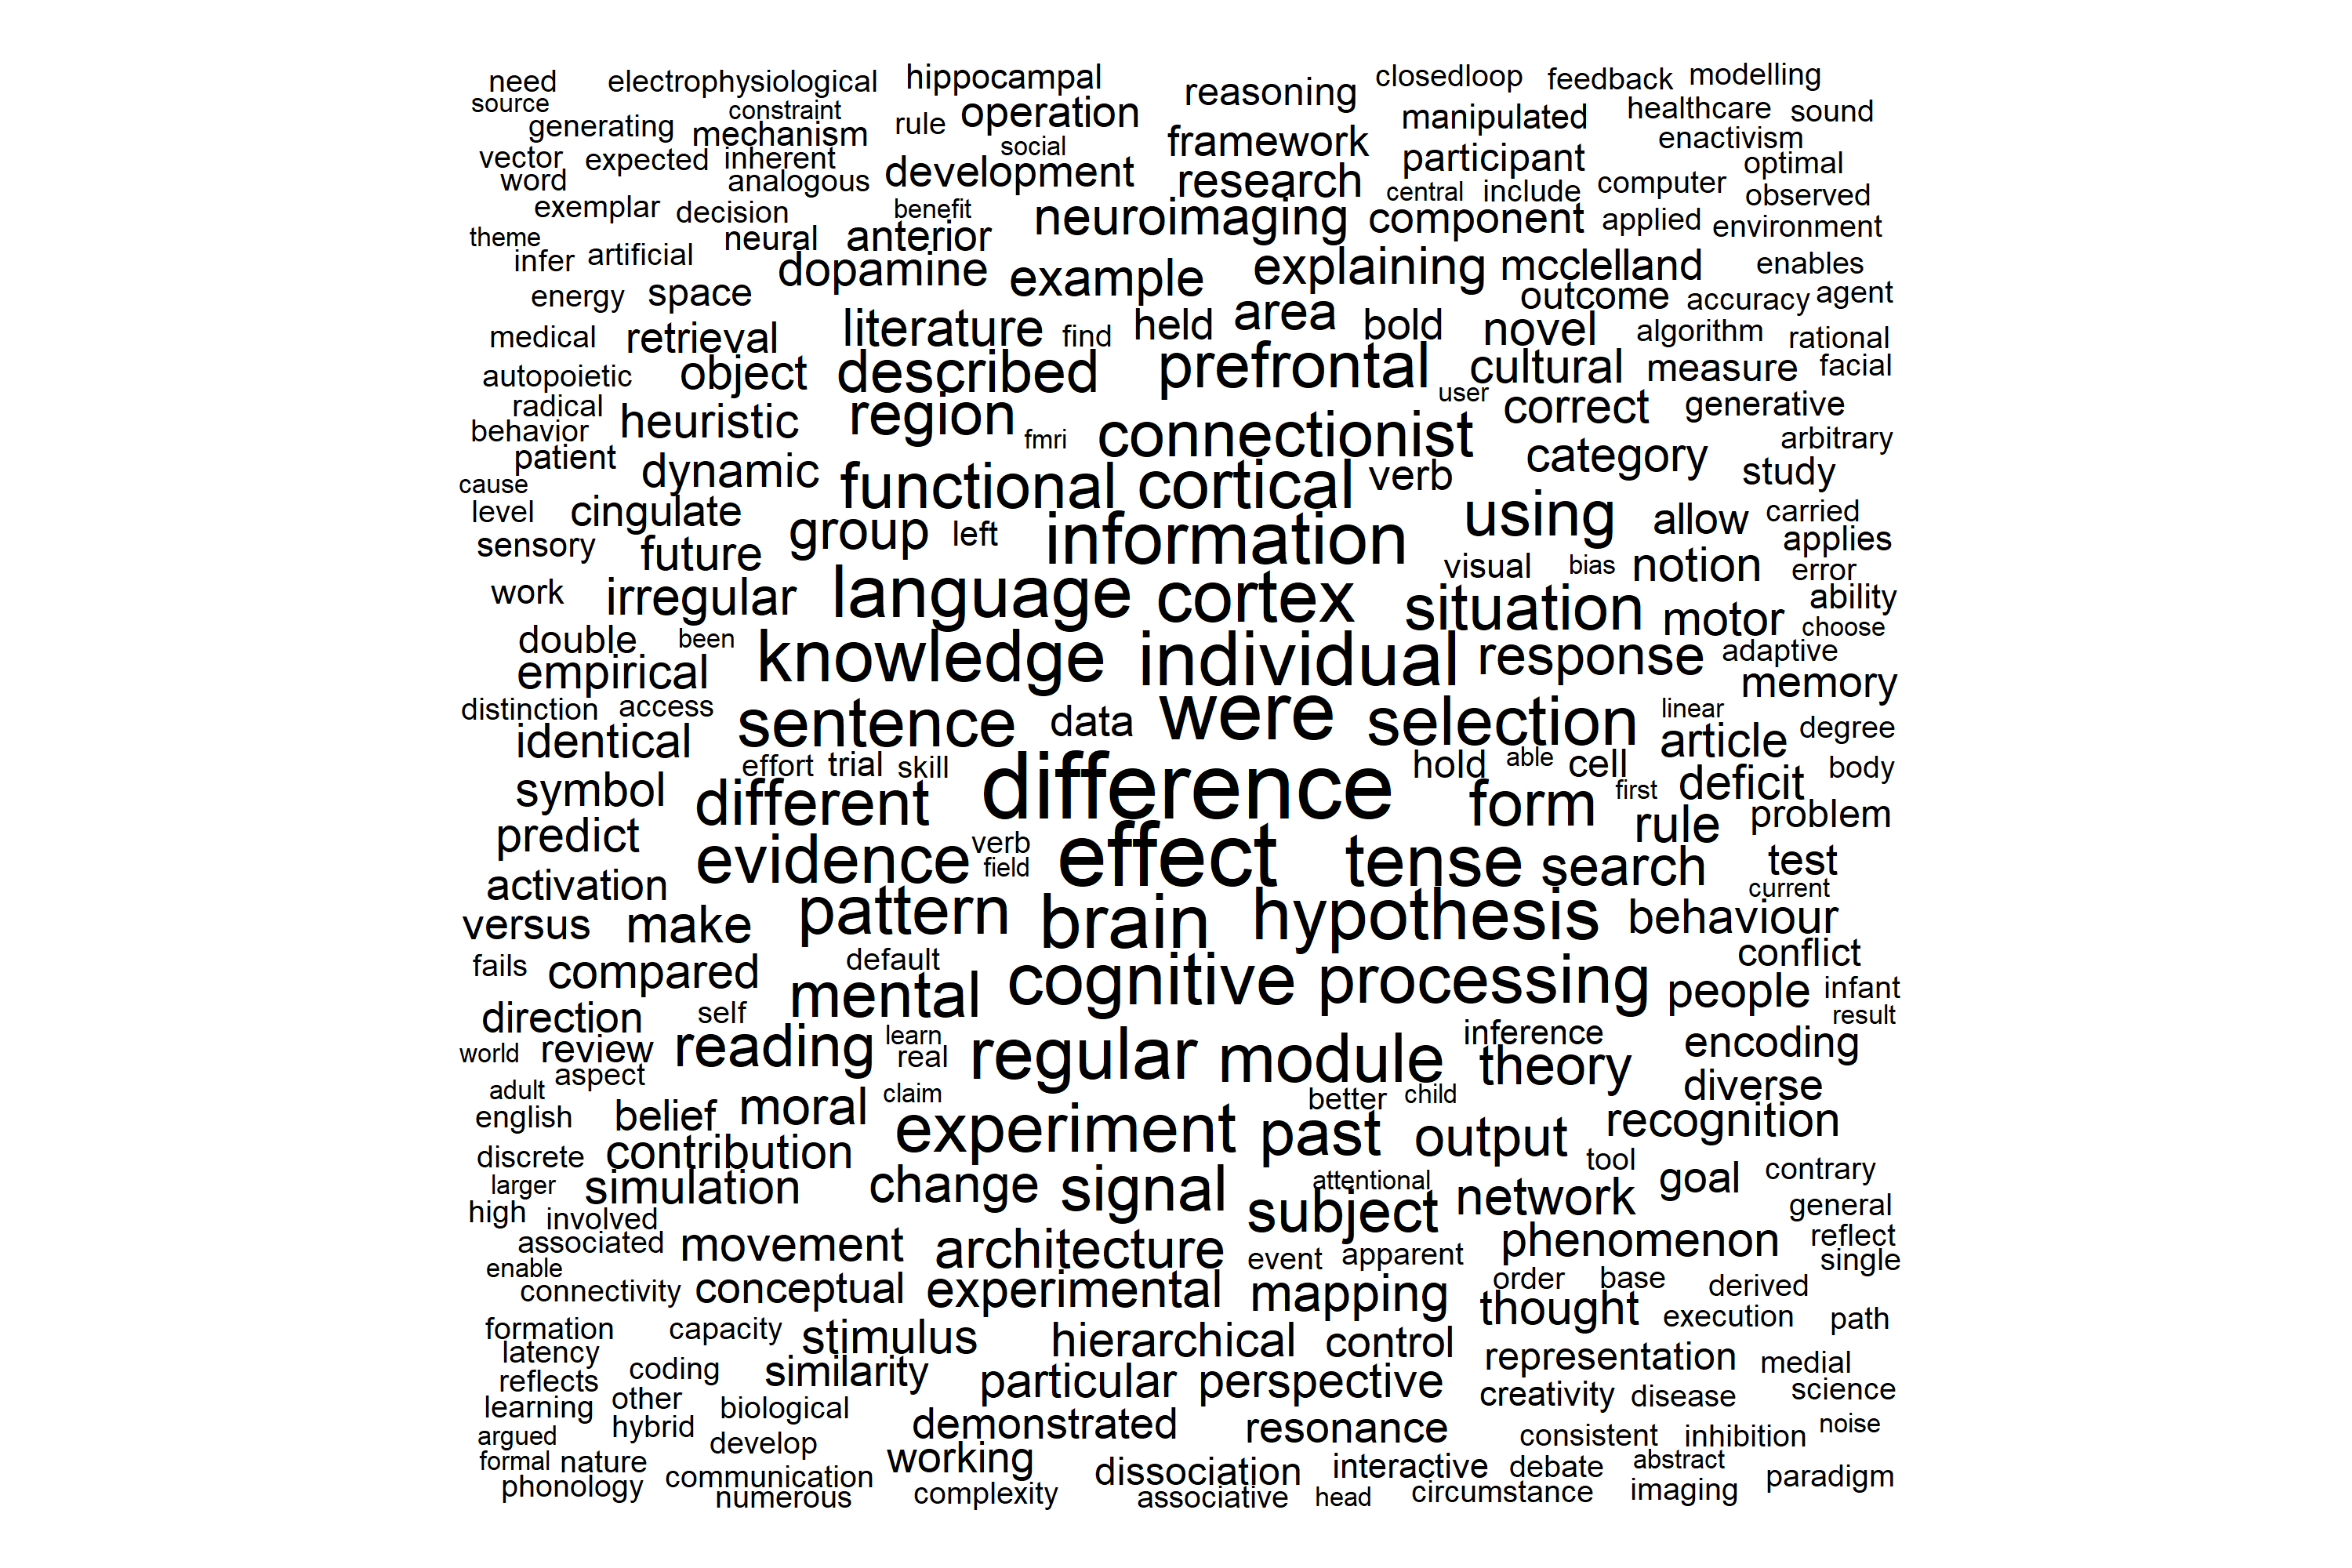 need electrophysiological hippocampal reasoning closedloop feedback modelling
source constraint operation manipulated healthcare sound
generating mechanism rule framework enactivism
vector expected inherent social participant optimal
word analogous development research central include computer observed
exemplar decision benefit neuroimaging component applied environment
theme neural anterior
infer artificial dopamine example explaining mcclelland enables
energy space outcome accuracy agent
medical retrieval literature find held area bold novel algorithm rational
autopoietic object described prefrontal cultural measure facial
radical heuristic region user correct generative
behavior fmri connectionist arbitrary
patient dynamic category study
cause functional cortical verb
level cingulate group left information using allow carried
sensory future applies
work irregular language cortex visual bias notion error
situation motor ability
double been knowledge individual response choose
empirical adaptive
memory
distinction access sentence data were selection linear degree
identical article
effort trial skill difference hold able cell deficit body
symbol different form first problem
predict verb rule
evidence field effect tense search test
activation current
versus make pattern brain hypothesis behaviour
fails compared default conflict
mental cognitive processing people infant
direction self result
world review reading learn real regular module inference theory encoding
adult aspect claim better child diverse
english belief moral experiment past output recognition
discrete contribution tool contrary
larger simulation change signal attentional goal
high involved subject network general
associated movement architecture event apparent phenomenon reflect
enable single
connectivity conceptual experimental mapping order base derived
formation capacity stimulus thought execution path
latency hierarchical control
reflects coding similarity particular perspective representation medial
learning other creativity disease science
hybrid biological demonstrated resonance noise
argued develop consistent inhibition
formal nature working dissociation interactive debate abstract
phonology communication paradigm
numerous complexity associative head circumstance imaging